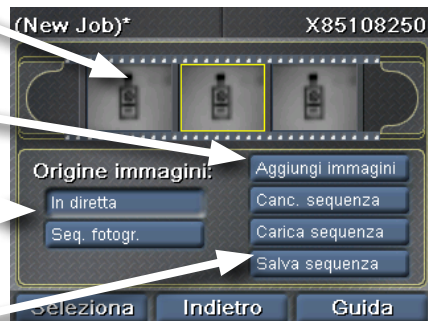 (New Job)* X85108250
Origine immagini:
In diretta
Seq. fotogr.
Aggiungi immagini
Canc. sequenza
Carica sequenza
Salva sequenza
Seleziona Indietro Guida